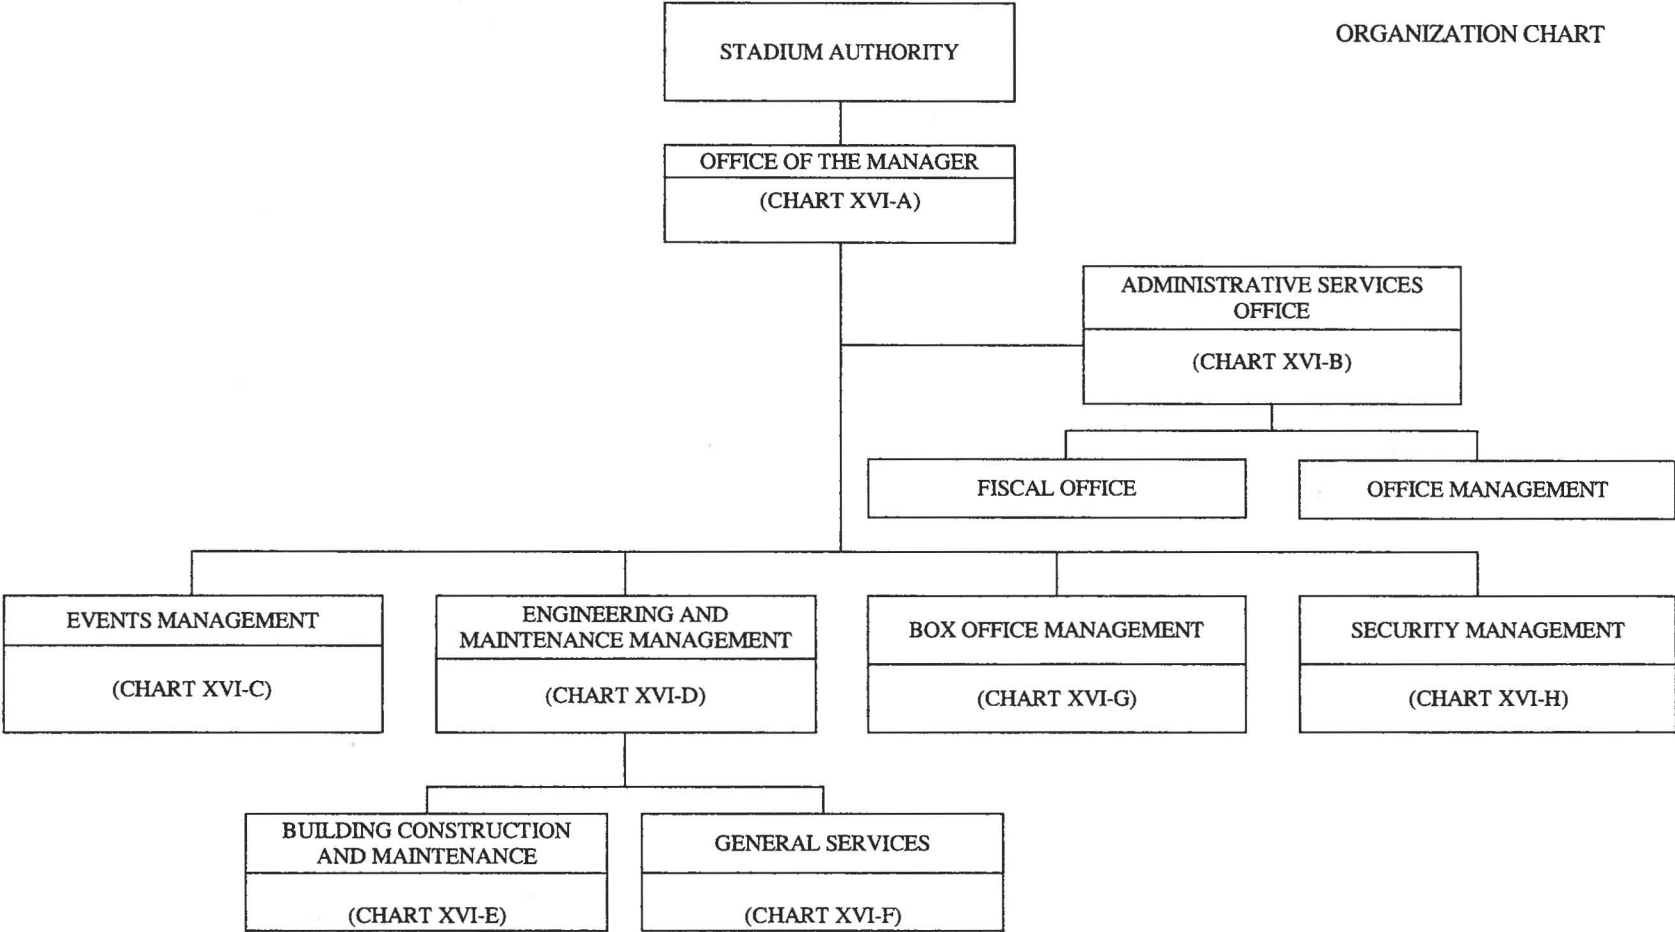 ORGANIZATION CHART
STADIUM AUTHORITY
OFFICE OF THE MANAGER
(CHART XVI-A)
ADMINISTRATIVE SERVICES
OFFICE
(CHART XVI-B)
FISCAL OFFICE
OFFICE MANAGEMENT
EVENTS MANAGEMENT
(CHART XVI-C)
ENGINEERING AND
MAINTENANCE MANAGEMENT
(CHART XVI-D)
BOX OFFICE MANAGEMENT
(CHART XVI-G)
SECURITY MANAGEMENT
(CHART XVI-H)
BUILDING CONSTRUCTION
AND MAINTENANCE
(CHART XVI-E)
GENERAL SERVICES
(CHART XVI-F)